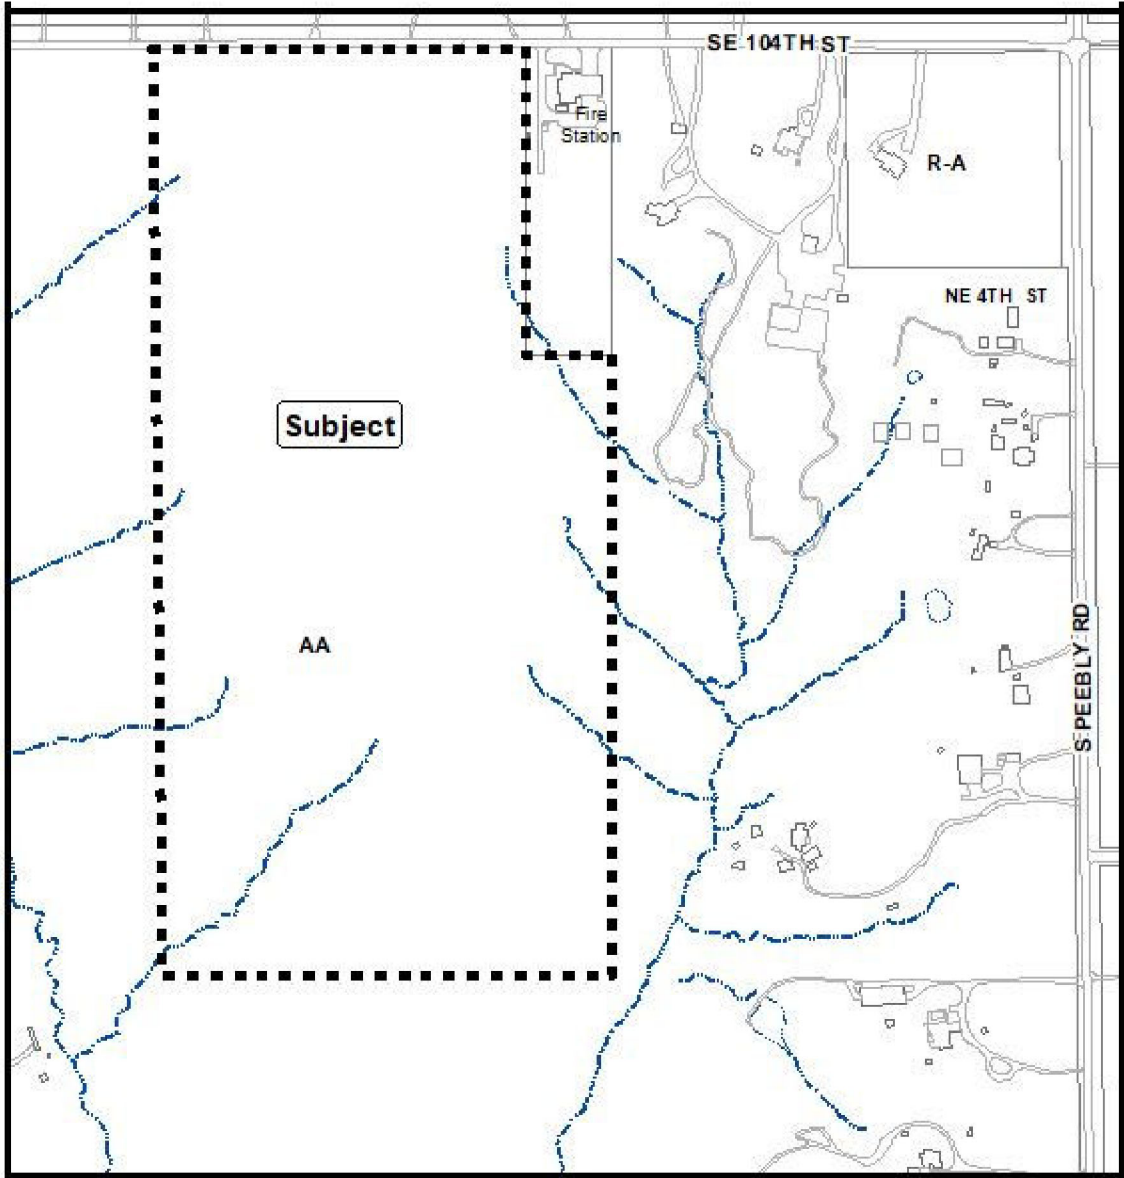 SE 104TH ST
Fire
Station
R-A
NE 4TH ST
Subject
AA
S PEEBLY RD